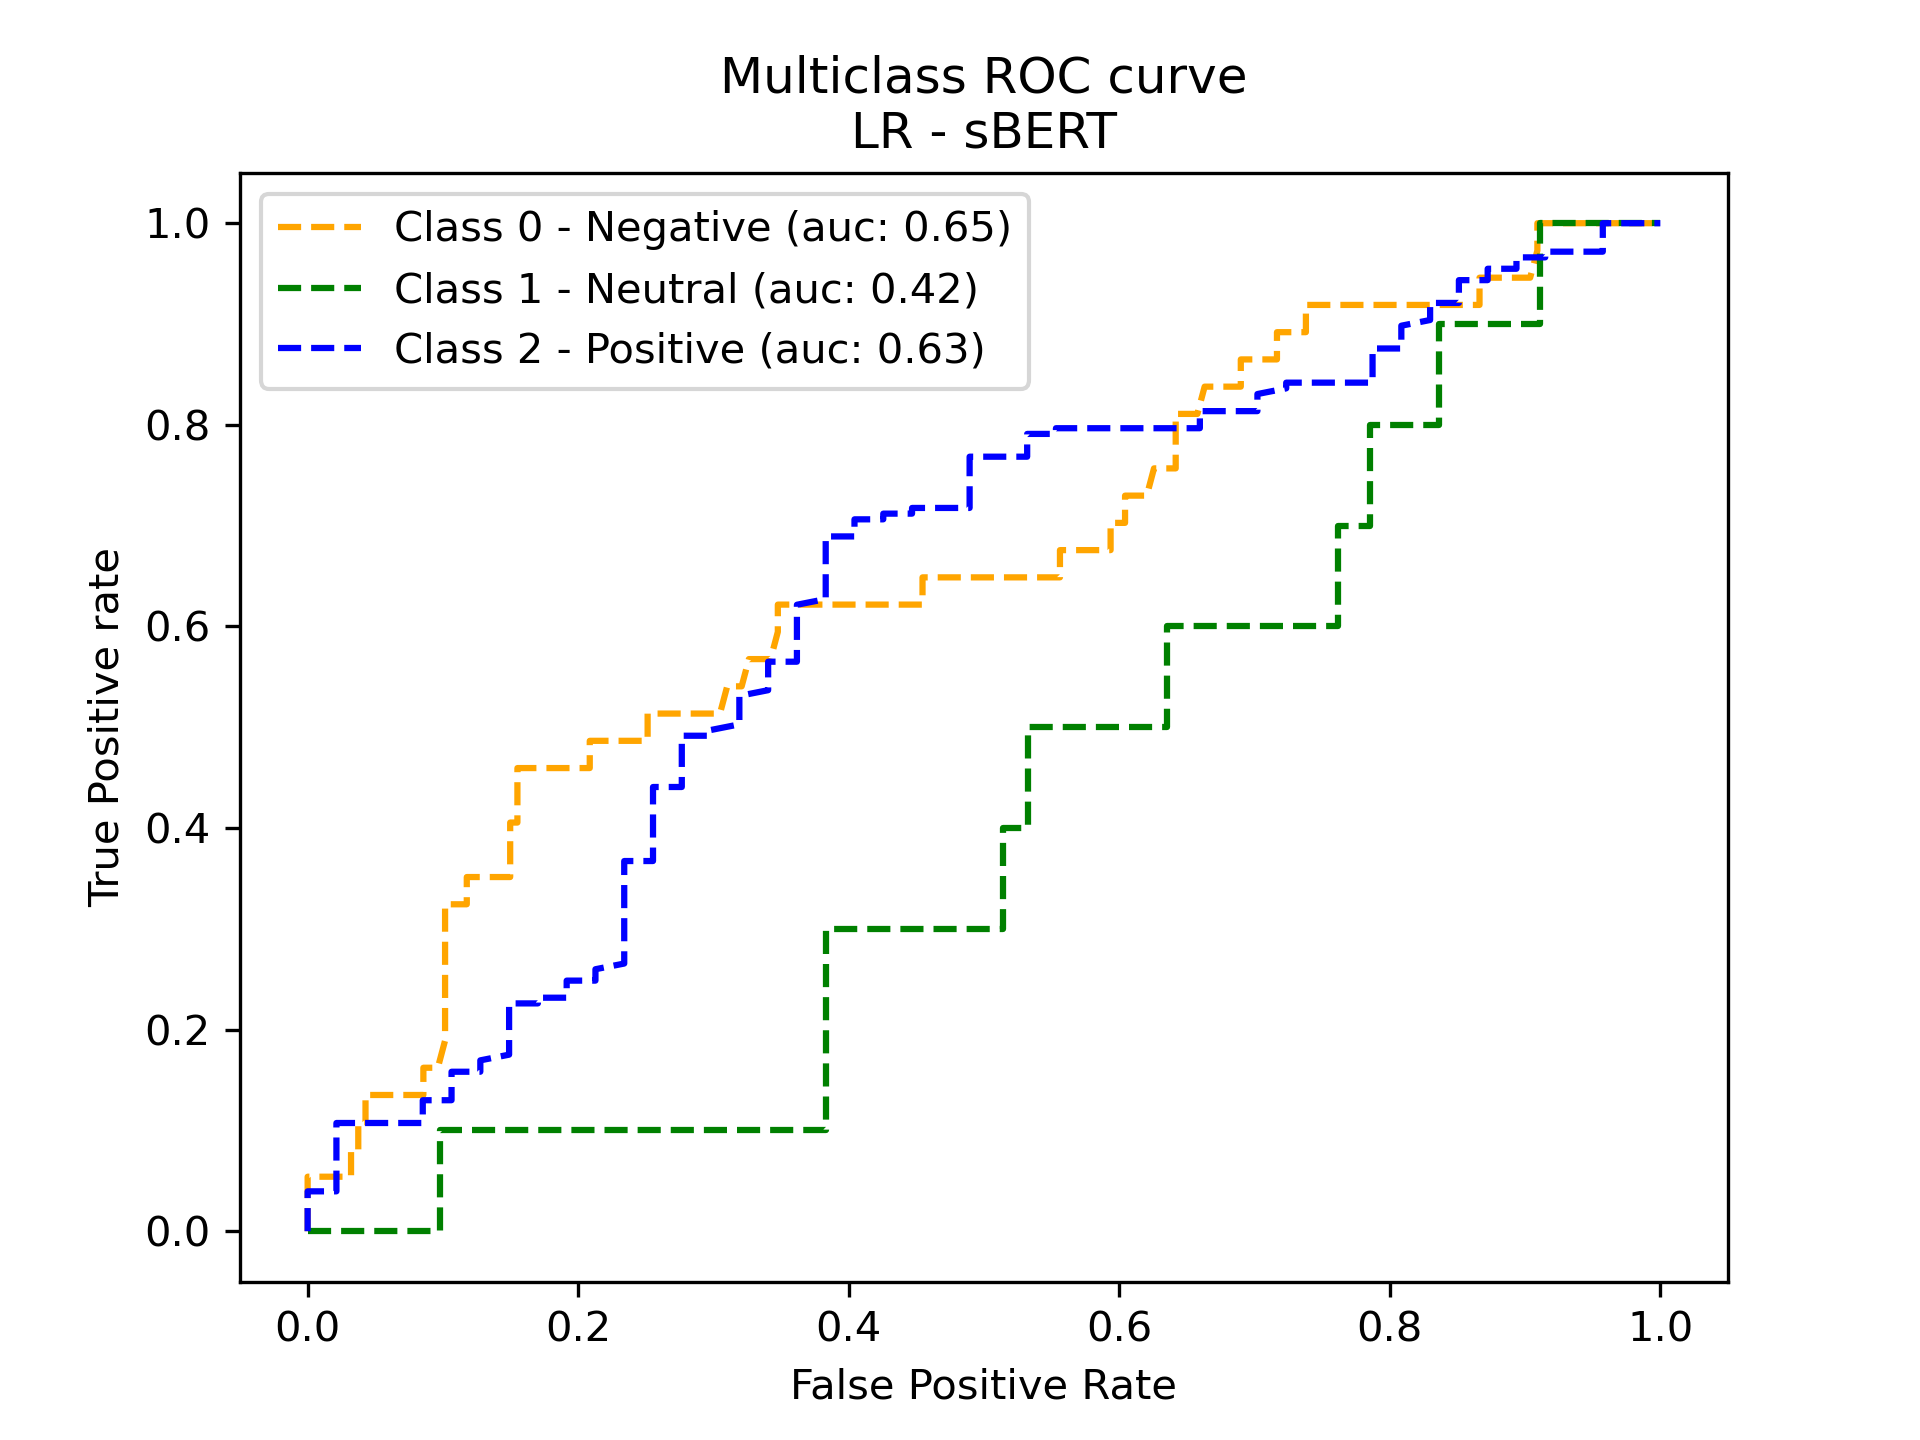 Multiclass ROC curve
LR - sBERT
Class 0 - Negative (auc: 0.65)
Class 1 - Neutral (auc: 0.42)
Class 2 - Positive (auc: 0.63)
True Positive rate
1.0
0.8
0.6
0.4
0.2
0.0
0.0 0.2 0.4 0.6 0.8 1.0
False Positive Rate